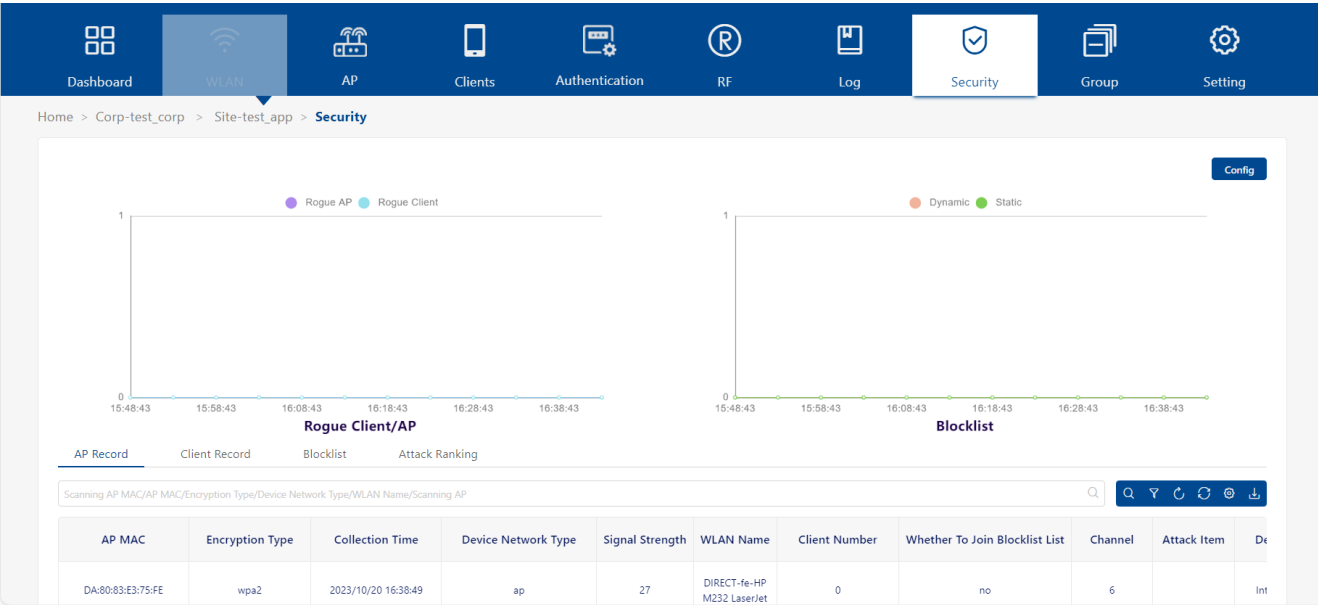 Dashboard WLAN AP Clients Authentication RF Log Security Group Setting
Home > Corp-test_corp > Site-test_app > Security
Config
Rogue AP Rogue Client
1
0
15:48:43 15:58:43 16:08:43 16:18:43 16:28:43 16:38:43
Rogue Client/AP
Dynamic Static
1
0
15:48:43 15:58:43 16:08:43 16:18:43 16:28:43 16:38:43
Blocklist
AP Record Client Record Blocklist Attack Ranking
Scanning AP MAC/AP MAC/Encryption Type/Device Network Type/WLAN Name/Scanning AP
AP MAC Encryption Type Collection Time Device Network Type Signal Strength WLAN Name Client Number Whether To Join Blocklist List Channel Attack Item De
DA:80:83:E3:75:FE wpa2 2023/10/20 16:38:49 ap 27 DIRECT-fe-HP 0 no 6 Int
M232 LaserJet